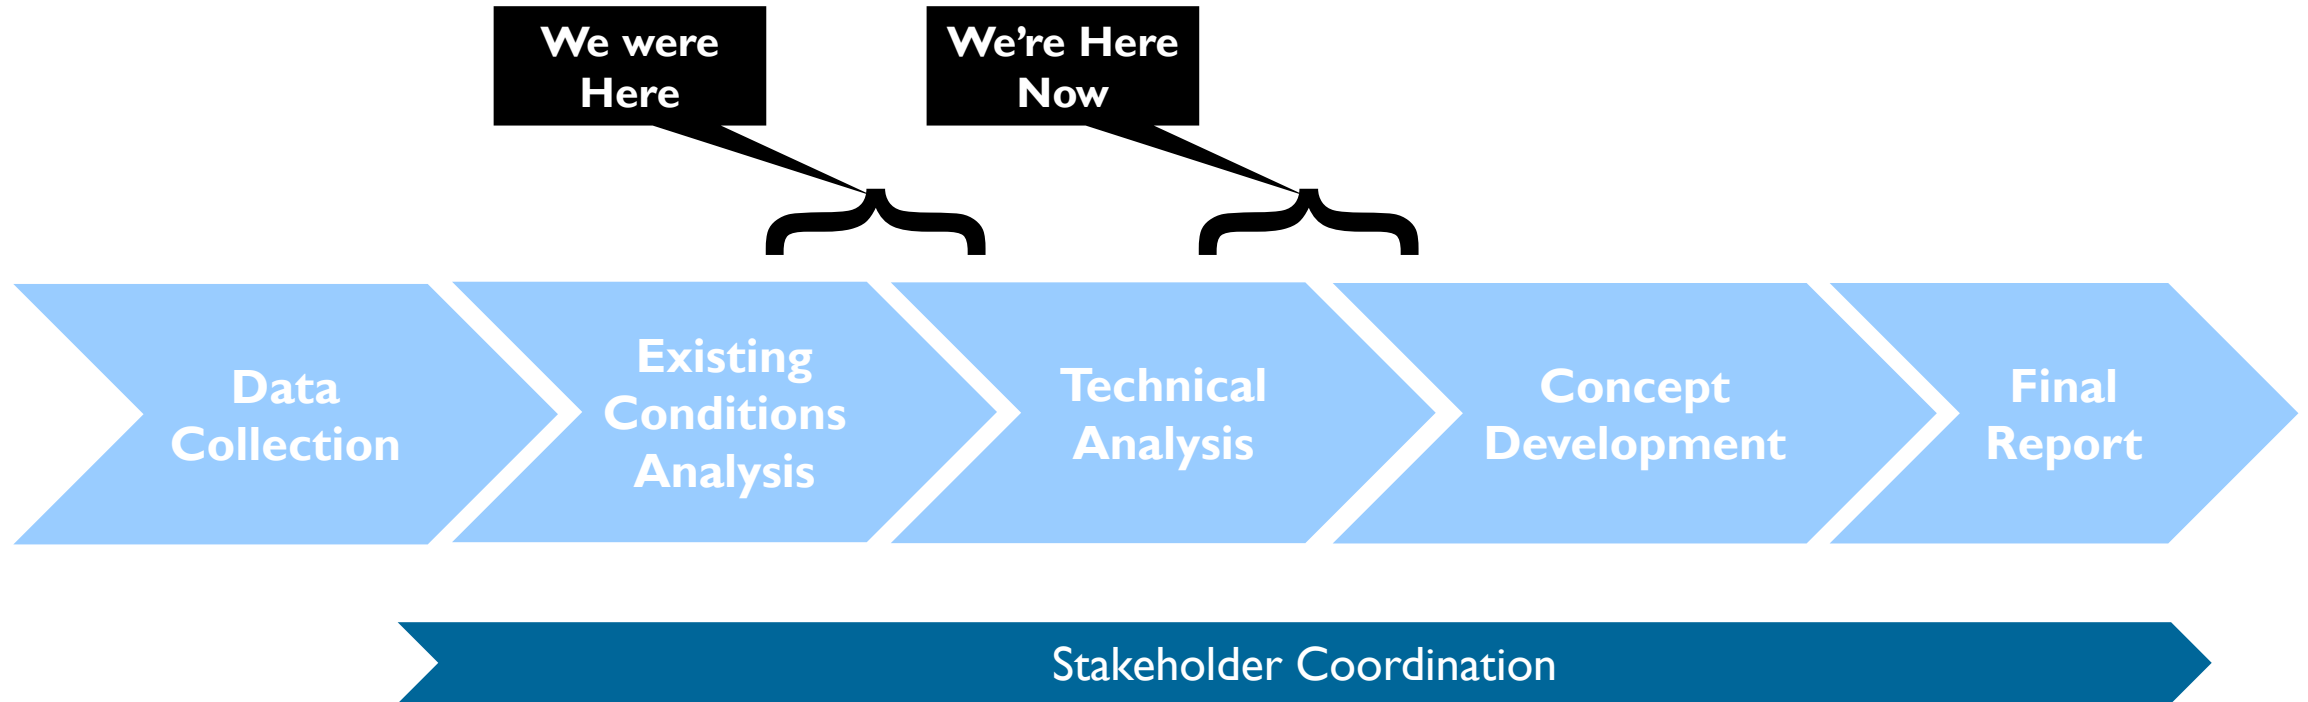 We were
Here
We’re Here
Now
Data
Collection
Existing
Conditions
Analysis
Technical
Analysis
Concept
Development
Final
Report
Stakeholder Coordination